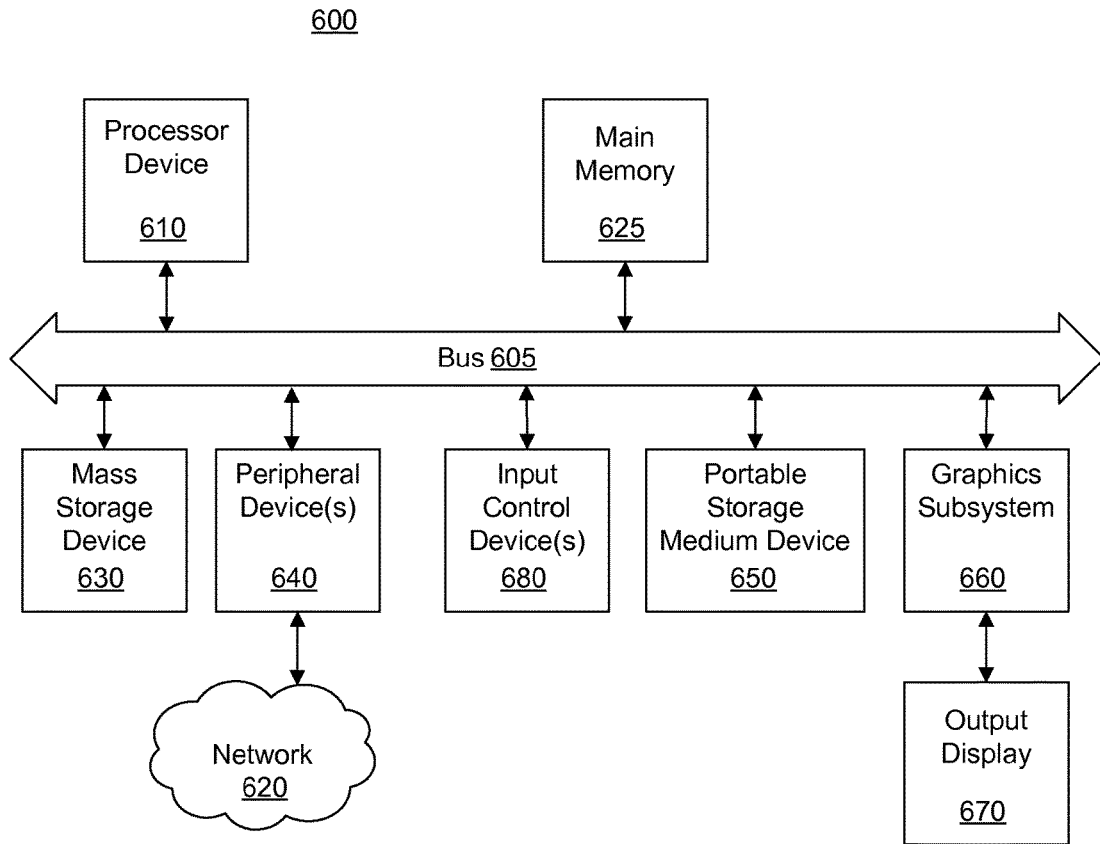 600
Processor
Device
610
Main
Memory
625
Bus 605
Mass
Storage
Device
630
Peripheral
Device(s)
640
Input
Control
Device(s)
680
Portable
Storage
Medium Device
650
Graphics
Subsystem
660
Network
620
Output
Display
670